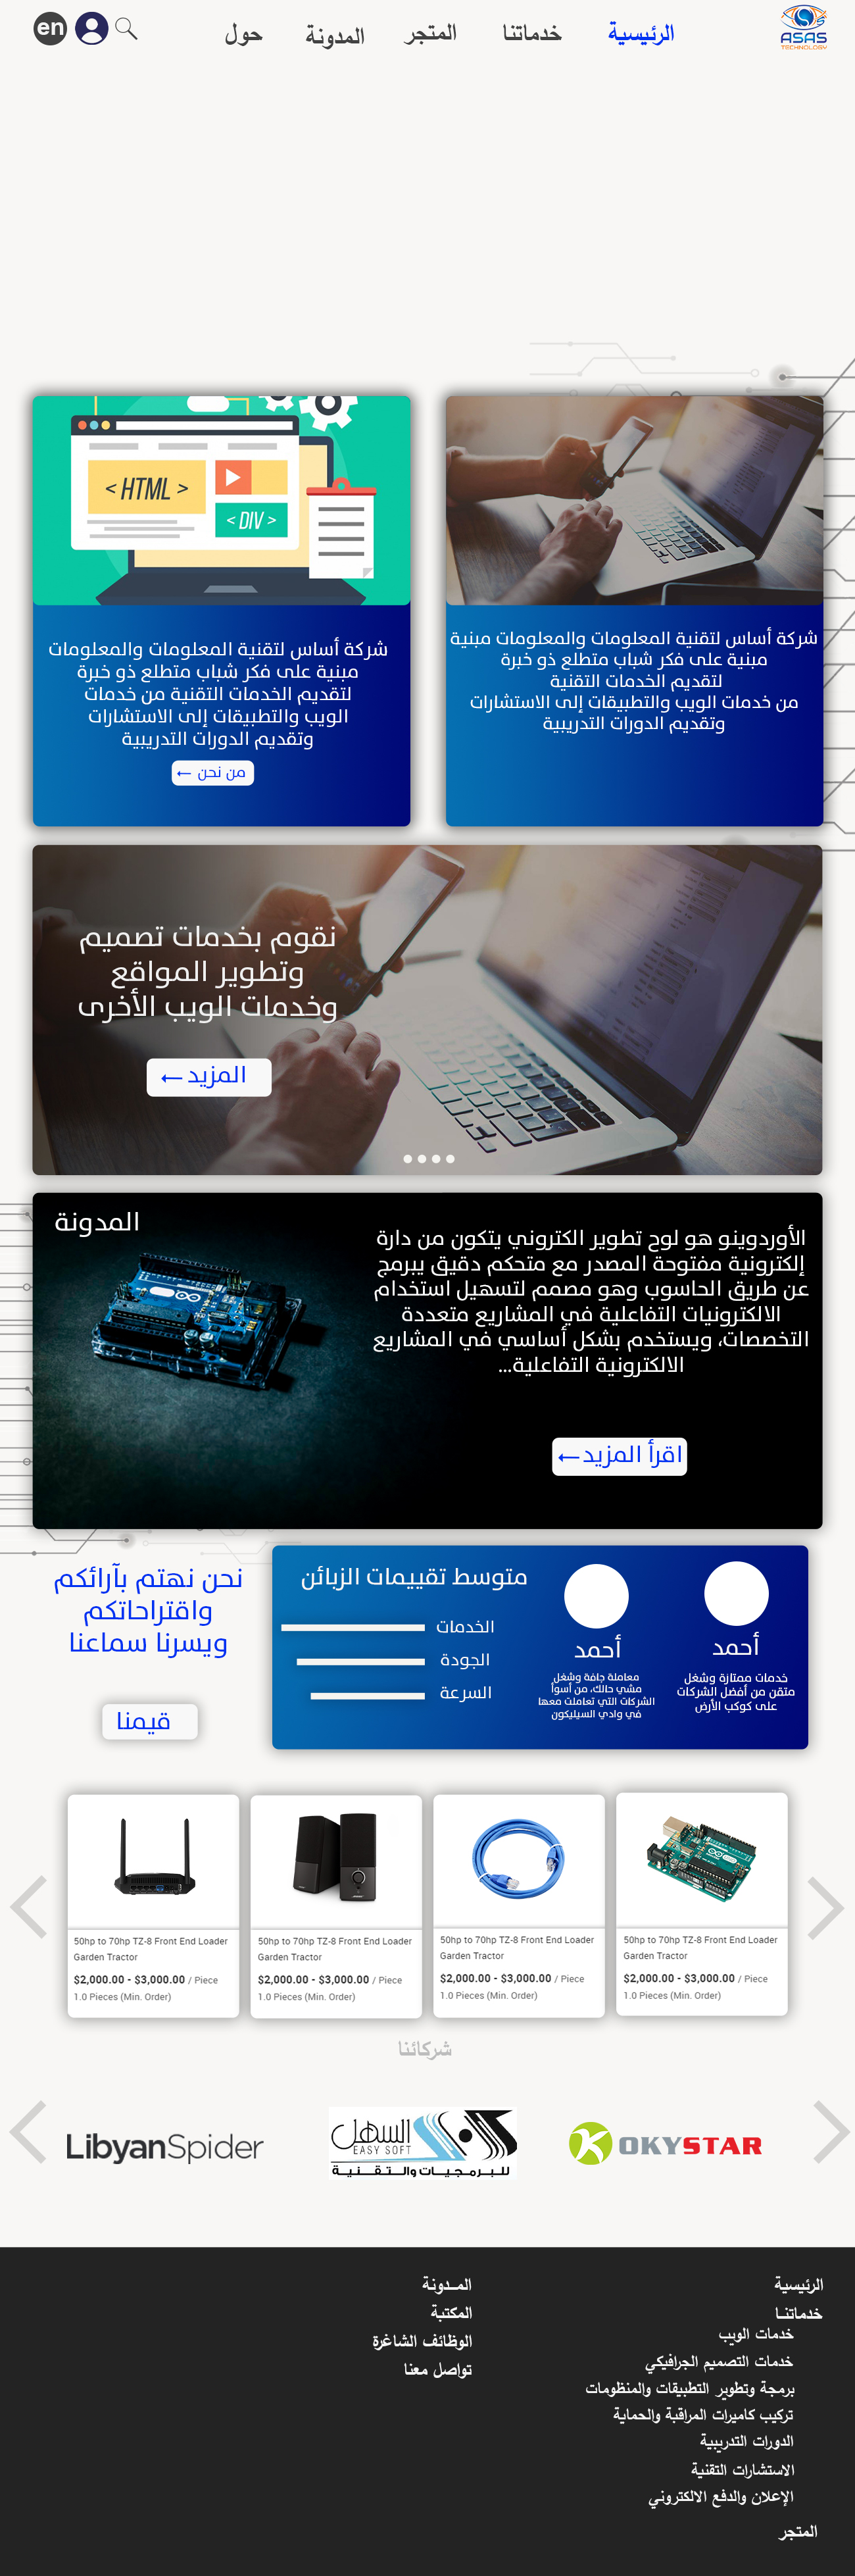 ASAS
TECHNOLOGY
الرئيسية
خدماتنا
المتجر
المدونة
حول
en
شركة أساس لتقنية المعلومات والمعلومات مبنية
مبنية على فكر شباب متطلع ذو خبرة
لتقديم الخدمات التقنية
من خدمات الويب والتطبيقات إلى الاستشارات
وتقديم الدورات التدريبية
< HTML >
< DIV >
شركة أساس لتقنية المعلومات والمعلومات
مبنية على فكر شباب متطلع ذو خبرة
لتقديم الخدمات التقنية من خدمات
الويب والتطبيقات إلى الاستشارات
وتقديم الدورات التدريبية
من نحن ←
نقوم بخدمات تصميم
وتطوير المواقع
وخدمات الويب الأخرى
المزيد ←
المدونة
الأوردوينو هو لوح تطوير الكتروني يتكون من دارة
إلكترونية مفتوحة المصدر مع متحكم دقيق يبرمج
عن طريق الحاسوب وهو مصمم لتسهيل استخدام
الالكترونيات التفاعلية في المشاريع متعددة
التخصصات، ويستخدم بشكل أساسي في المشاريع
الالكترونية التفاعلية...
اقرأ المزيد ←
أحمد
خدمات ممتازة وشغل
متقن من أفضل الشركات
على كوكب الأرض
أحمد
معاملة جافة وشغل
مشي حالك، من أسوأ
الشركات التي تعاملت معها
في وادي السيليكون
متوسط تقييمات الزبائن
الخدمات
الجودة
السرعة
نحن نهتم بآرائكم
واقتراحاتكم
ويسرنا سماعنا
قيمنا
50hp to 70hp TZ-8 Front End Loader
Garden Tractor
$2,000.00 - $3,000.00 / Piece
1.0 Pieces (Min. Order)
50hp to 70hp TZ-8 Front End Loader
Garden Tractor
$2,000.00 - $3,000.00 / Piece
1.0 Pieces (Min. Order)
50hp to 70hp TZ-8 Front End Loader
Garden Tractor
$2,000.00 - $3,000.00 / Piece
1.0 Pieces (Min. Order)
50hp to 70hp TZ-8 Front End Loader
Garden Tractor
$2,000.00 - $3,000.00 / Piece
1.0 Pieces (Min. Order)
شركائنا
OKYSTAR
السهل
EASY SOFT
للبرمجيات والتقنية
LibyanSpider
الرئيسية
خدماتنا
خدمات الويب
خدمات التصميم الجرافيكي
برمجة وتطوير التطبيقات والمنظومات
تركيب كاميرات المراقبة والحماية
الدورات التدريبية
الاستشارات التقنية
الإعلان والدفع الالكتروني
المتجر
المدونة
المكتبة
الوظائف الشاغرة
تواصل معنا